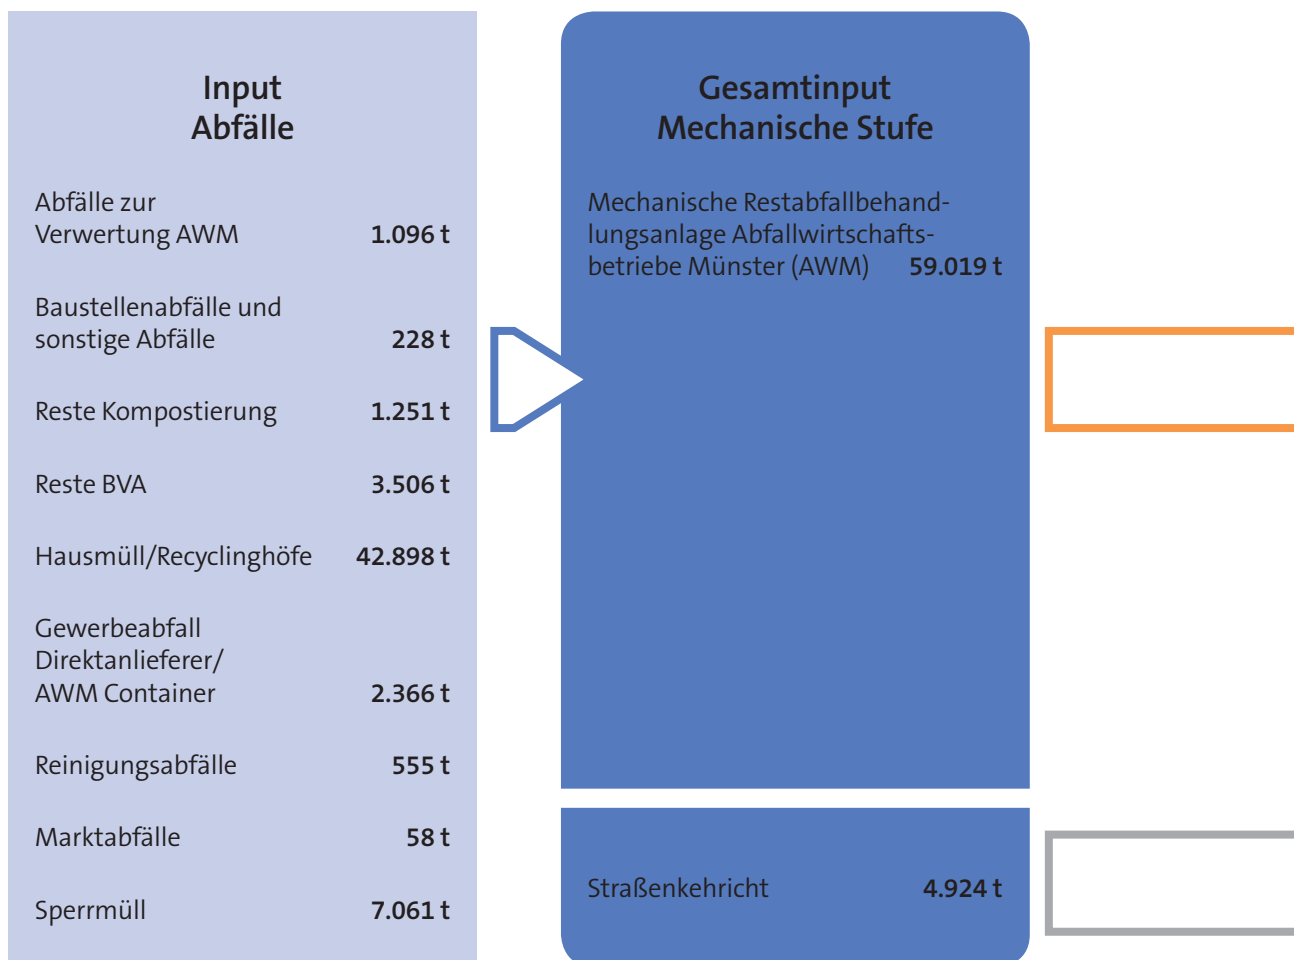 Input
Abfälle
Abfälle zur
Verwertung AWM 1.096 t
Baustellenabfälle und
sonstige Abfälle 228 t
Reste Kompostierung 1.251 t
Reste BVA 3.506 t
Hausmüll/Recyclinghöfe 42.898 t
Gewerbeabfall
Direktanlieferer/
AWM Container 2.366 t
Reinigungsabfälle 555 t
Marktabfälle 58 t
Sperrmüll 7.061 t
Gesamtinput
Mechanische Stufe
Mechanische Restabfallbehand-
lungsanlage Abfallwirtschafts-
betriebe Münster (AWM) 59.019 t
Straßenkehricht 4.924 t